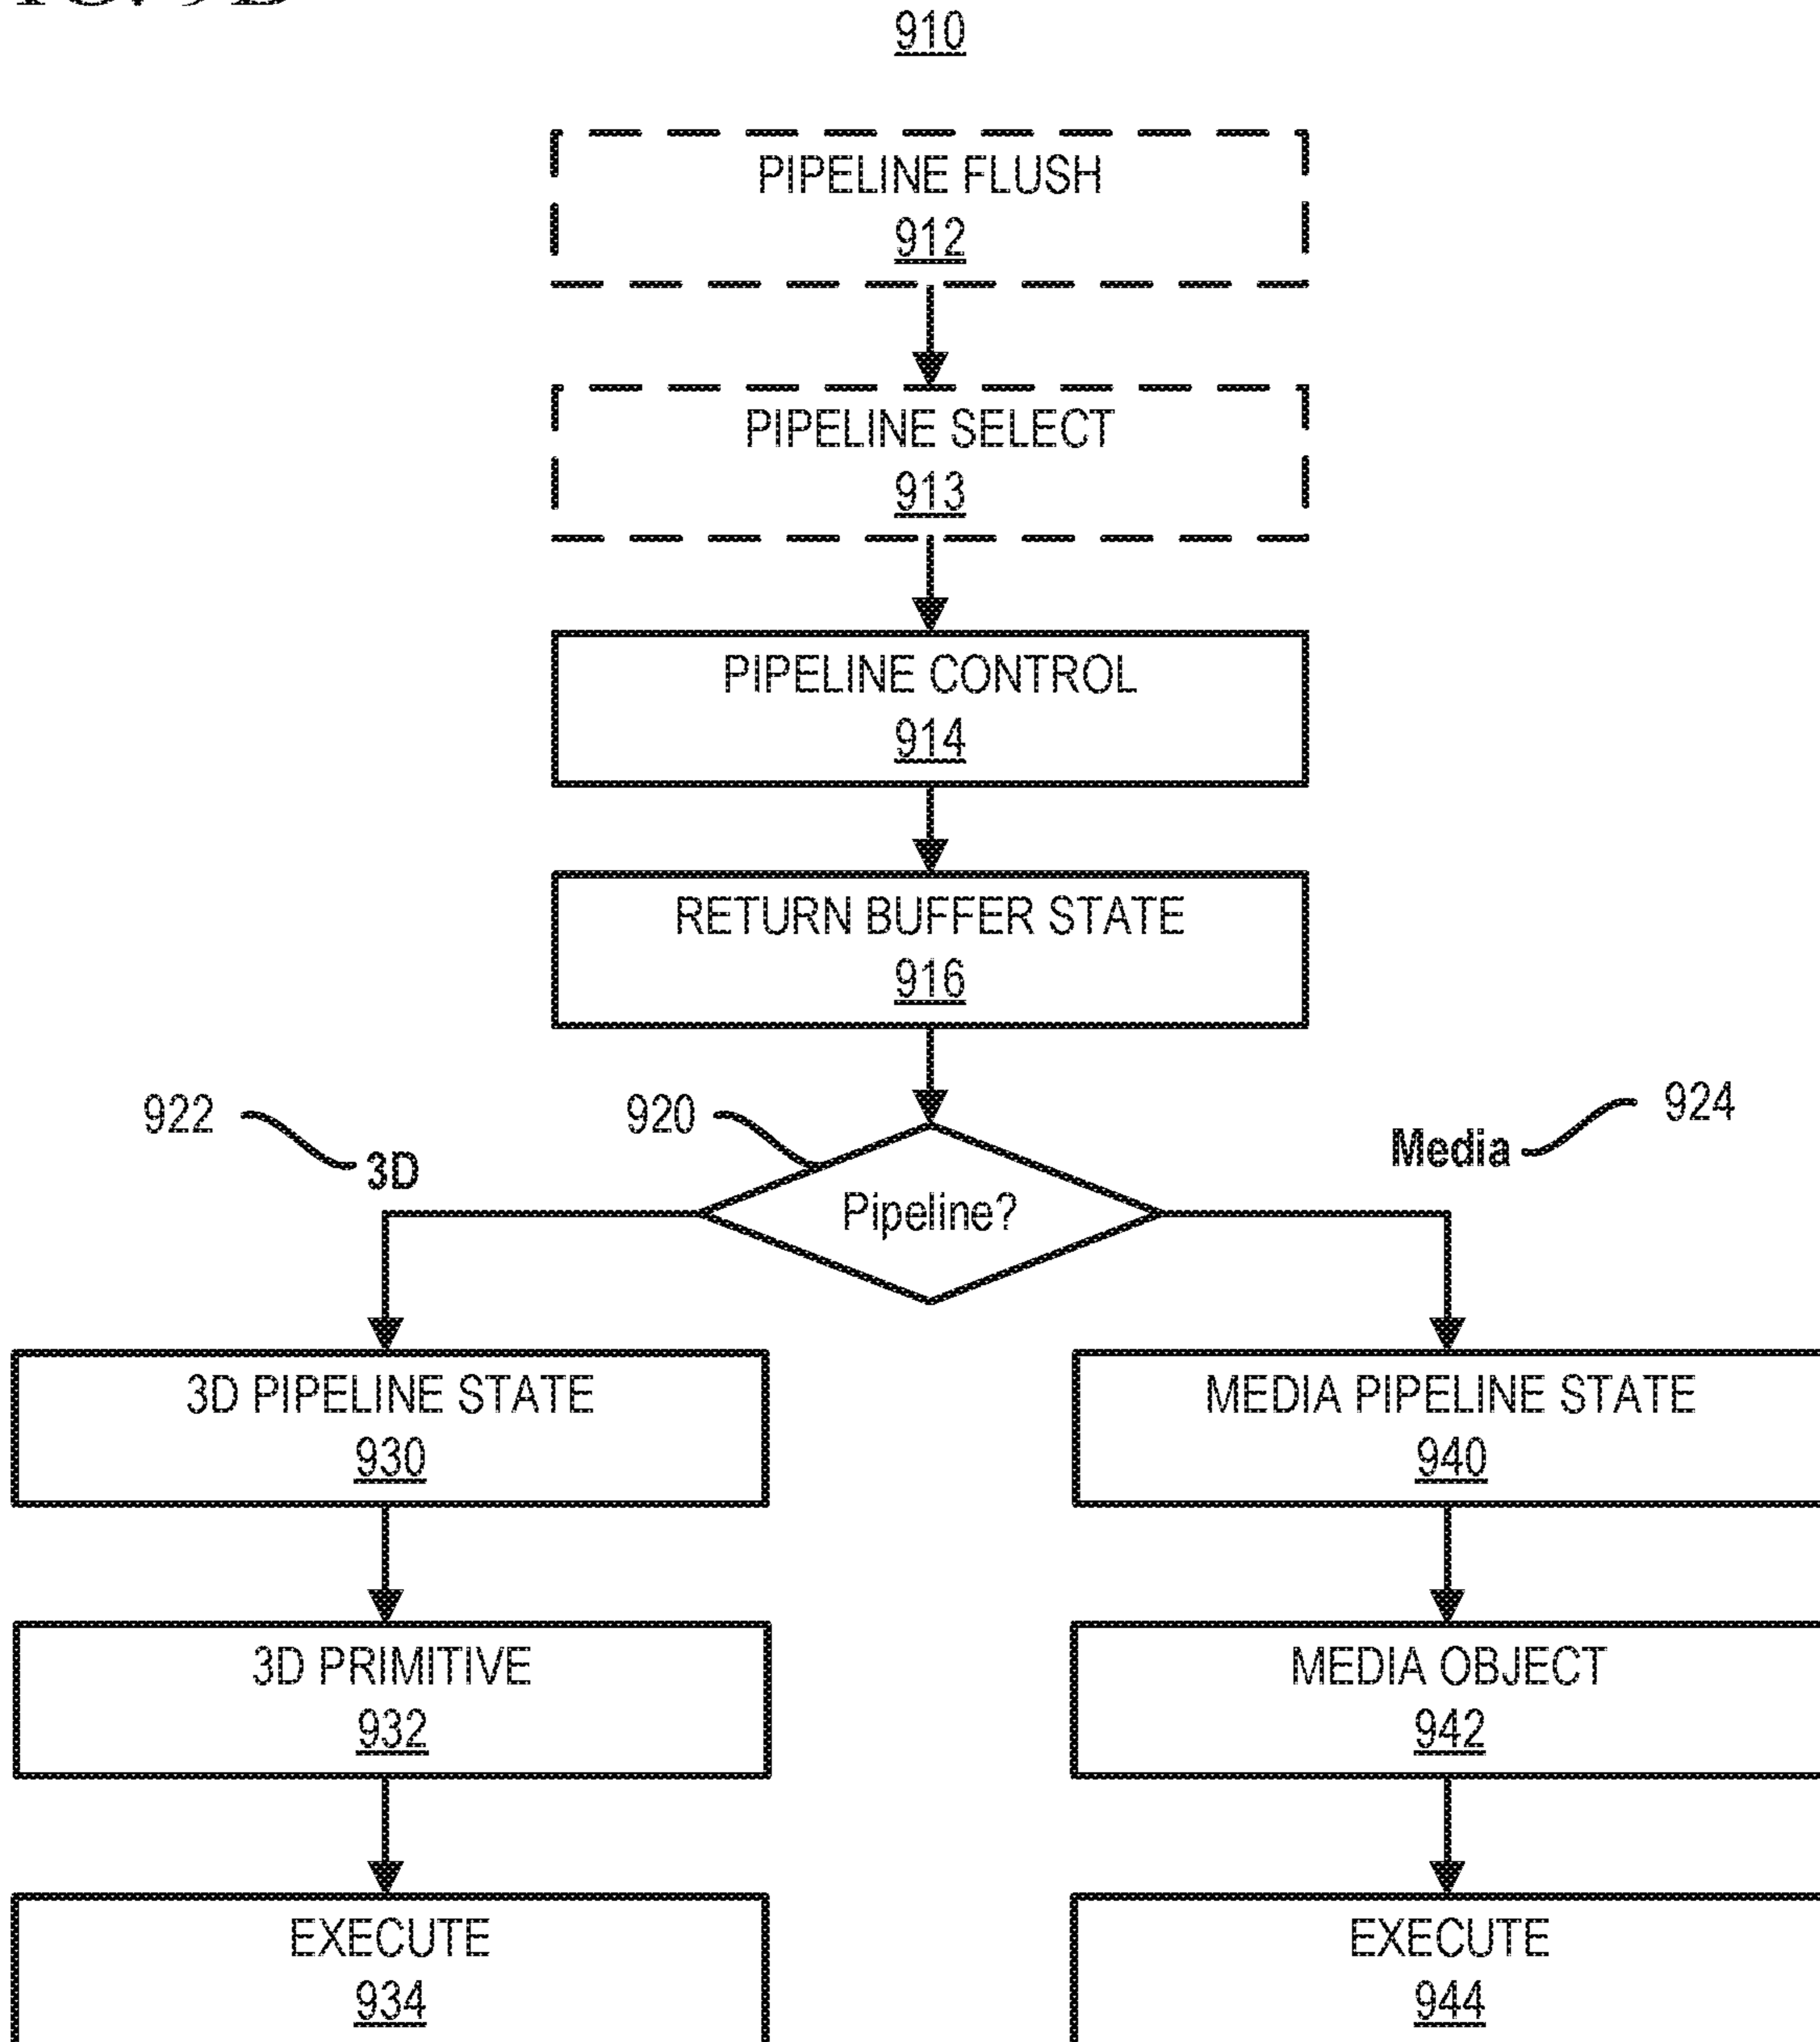 910
PIPELINE FLUSH
912
PIPELINE SELECT
913
PIPELINE CONTROL
914
RETURN BUFFER STATE
916
922
920
924
3D
Media
Pipeline?
3D PIPELINE STATE
930
MEDIA PIPELINE STATE
940
3D PRIMITIVE
932
MEDIA OBJECT
942
EXECUTE
934
EXECUTE
944